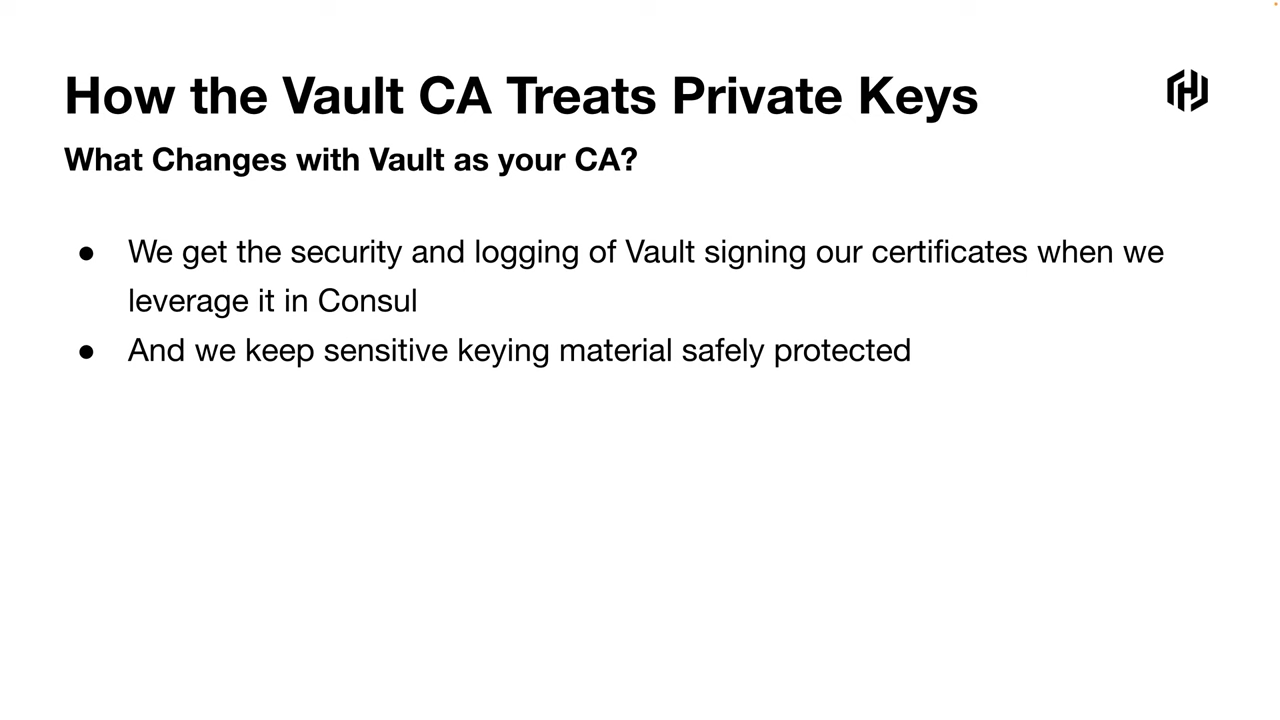 How the Vault CA Treats Private Keys
What Changes with Vault as your CA?
● We get the security and logging of Vault signing our certificates when we
leverage it in Consul
● And we keep sensitive keying material safely protected